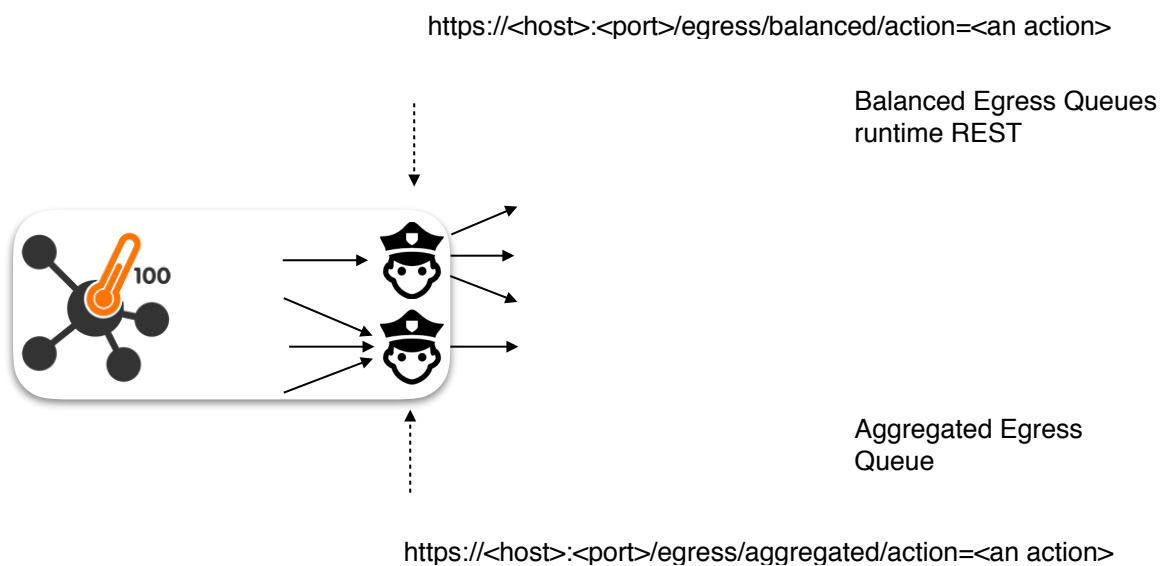 https://<host>:<port>/egress/balanced/action=<an action>
Balanced Egress Queues
runtime REST
100
Aggregated Egress
Queue
https://<host>:<port>/egress/aggregated/action=<an action>